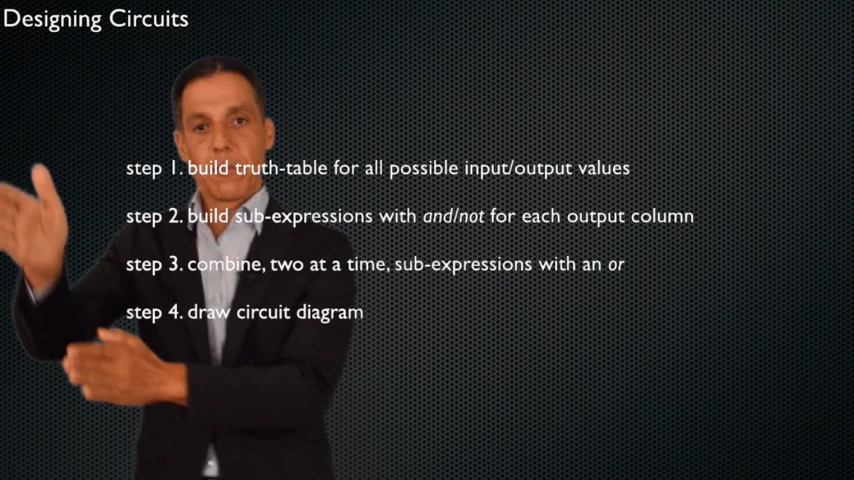 Designing Circuits
step 1. build truth-table for all possible input/output values
step 2. build sub-expressions with and/not for each output column
step 3. combine, two at a time, sub-expressions with an or
step 4. draw circuit diagram